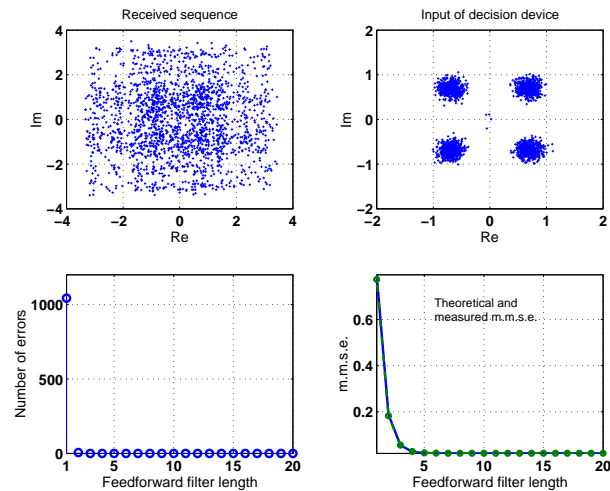 Received sequence
4
2
0
−2
−4
Im
−4
−2
0
2
4
Re
Input of decision device
2
1
0
−1
−2
Im
−2
−1
0
1
2
Re
1000
500
0
Number of errors
1
5
10
15
20
Feedforward filter length
Theoretical and
measured m.m.s.e.
0.6
0.4
0.2
m.m.s.e.
5
10
15
20
Feedforward filter length